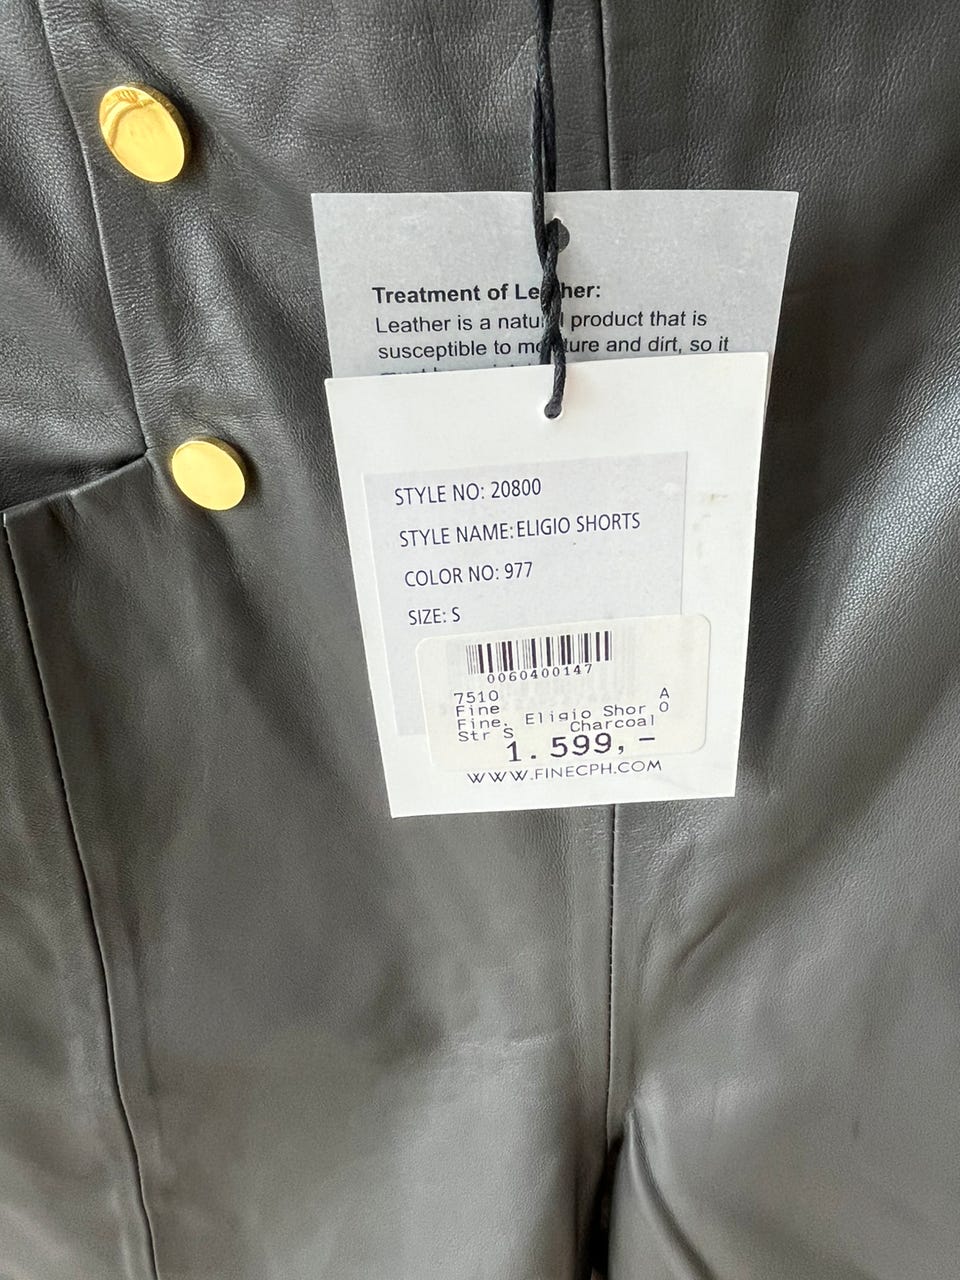 Treatment of Leather:
Leather is a natural product that is
susceptible to moisture and dirt, so it
STYLE NO: 20800
STYLE NAME: ELIGIO SHORTS
COLOR NO: 977
SIZE: S
0060400147
7510 A
Fine O
Fine. Eligio Shor
Str S Charcoal
1.599,-
WWW.FINECPH.COM